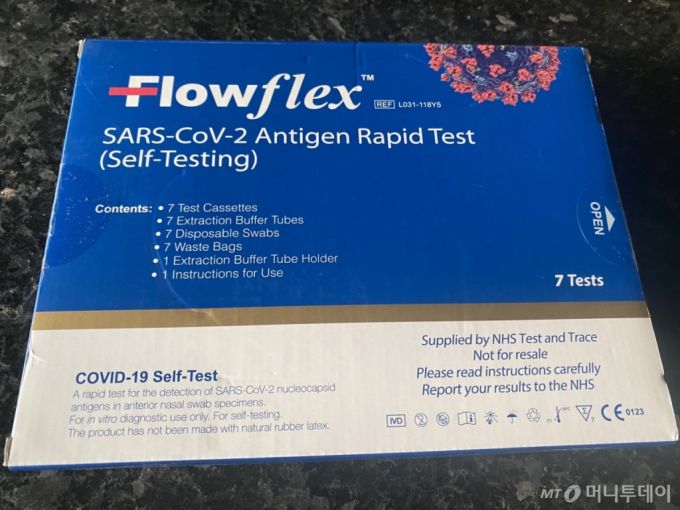 Flowflex™
REF L031-118Y5
SARS-CoV-2 Antigen Rapid Test
(Self-Testing)
Contents: • 7 Test Cassettes
• 7 Extraction Buffer Tubes
• 7 Disposable Swabs
• 7 Waste Bags
• 1 Extraction Buffer Tube Holder
• 1 Instructions for Use
OPEN
7 Tests
Supplied by NHS Test and Trace
Not for resale
Please read instructions carefully
Report your results to the NHS
COVID-19 Self-Test
A rapid test for the detection of SARS-CoV-2 nucleocapsid
antigens in anterior nasal swab specimens.
For in vitro diagnostic use only. For self-testing.
The product has not been made with natural rubber latex.
IVD
7
CE 0123
MT 머니투데이